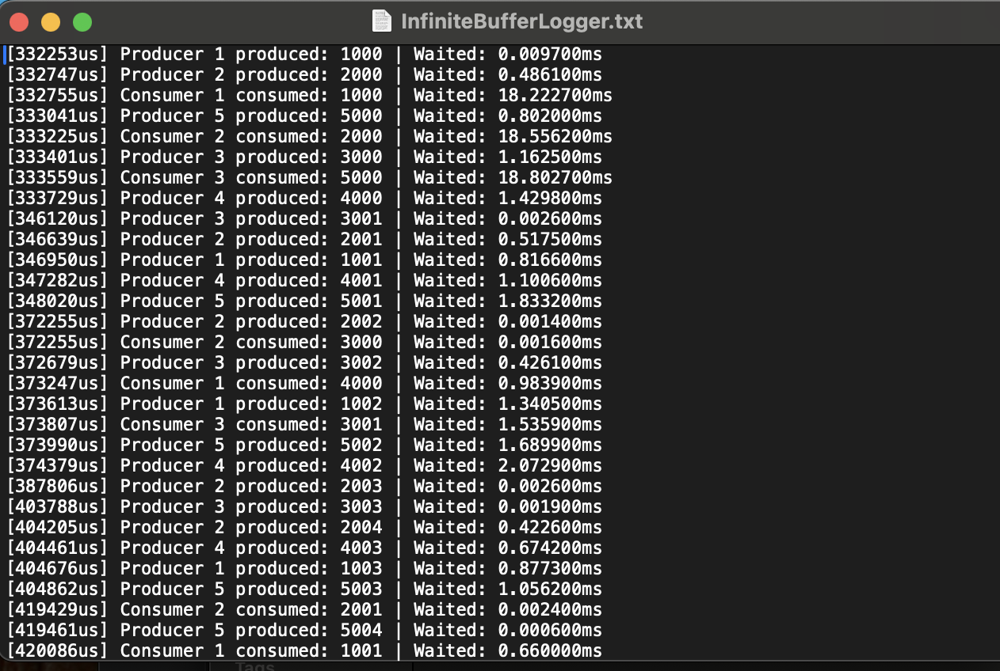 InfiniteBufferLogger.txt
[332253us] Producer 1 produced: 1000 | Waited: 0.009700ms
[332747us] Producer 2 produced: 2000 | Waited: 0.486100ms
[332755us] Consumer 1 consumed: 1000 | Waited: 18.222700ms
[333041us] Producer 5 produced: 5000 | Waited: 0.802000ms
[333225us] Consumer 2 consumed: 2000 | Waited: 18.556200ms
[333401us] Producer 3 produced: 3000 | Waited: 1.162500ms
[333559us] Consumer 3 consumed: 5000 | Waited: 18.802700ms
[333729us] Producer 4 produced: 4000 | Waited: 1.429800ms
[346120us] Producer 3 produced: 3001 | Waited: 0.002600ms
[346639us] Producer 2 produced: 2001 | Waited: 0.517500ms
[346950us] Producer 1 produced: 1001 | Waited: 0.816600ms
[347282us] Producer 4 produced: 4001 | Waited: 1.100600ms
[348020us] Producer 5 produced: 5001 | Waited: 1.833200ms
[372255us] Producer 2 produced: 2002 | Waited: 0.001400ms
[372255us] Consumer 2 consumed: 3000 | Waited: 0.001600ms
[372679us] Producer 3 produced: 3002 | Waited: 0.426100ms
[373247us] Consumer 1 consumed: 4000 | Waited: 0.983900ms
[373613us] Producer 1 produced: 1002 | Waited: 1.340500ms
[373807us] Consumer 3 consumed: 3001 | Waited: 1.535900ms
[373990us] Producer 5 produced: 5002 | Waited: 1.689900ms
[374379us] Producer 4 produced: 4002 | Waited: 2.072900ms
[387806us] Producer 2 produced: 2003 | Waited: 0.002600ms
[403788us] Producer 3 produced: 3003 | Waited: 0.001900ms
[404205us] Producer 2 produced: 2004 | Waited: 0.422600ms
[404461us] Producer 4 produced: 4003 | Waited: 0.674200ms
[404676us] Producer 1 produced: 1003 | Waited: 0.877300ms
[404862us] Producer 5 produced: 5003 | Waited: 1.056200ms
[419429us] Consumer 2 consumed: 2001 | Waited: 0.002400ms
[419461us] Producer 5 produced: 5004 | Waited: 0.000600ms
[420086us] Consumer 1 consumed: 1001 | Waited: 0.660000ms
Tags